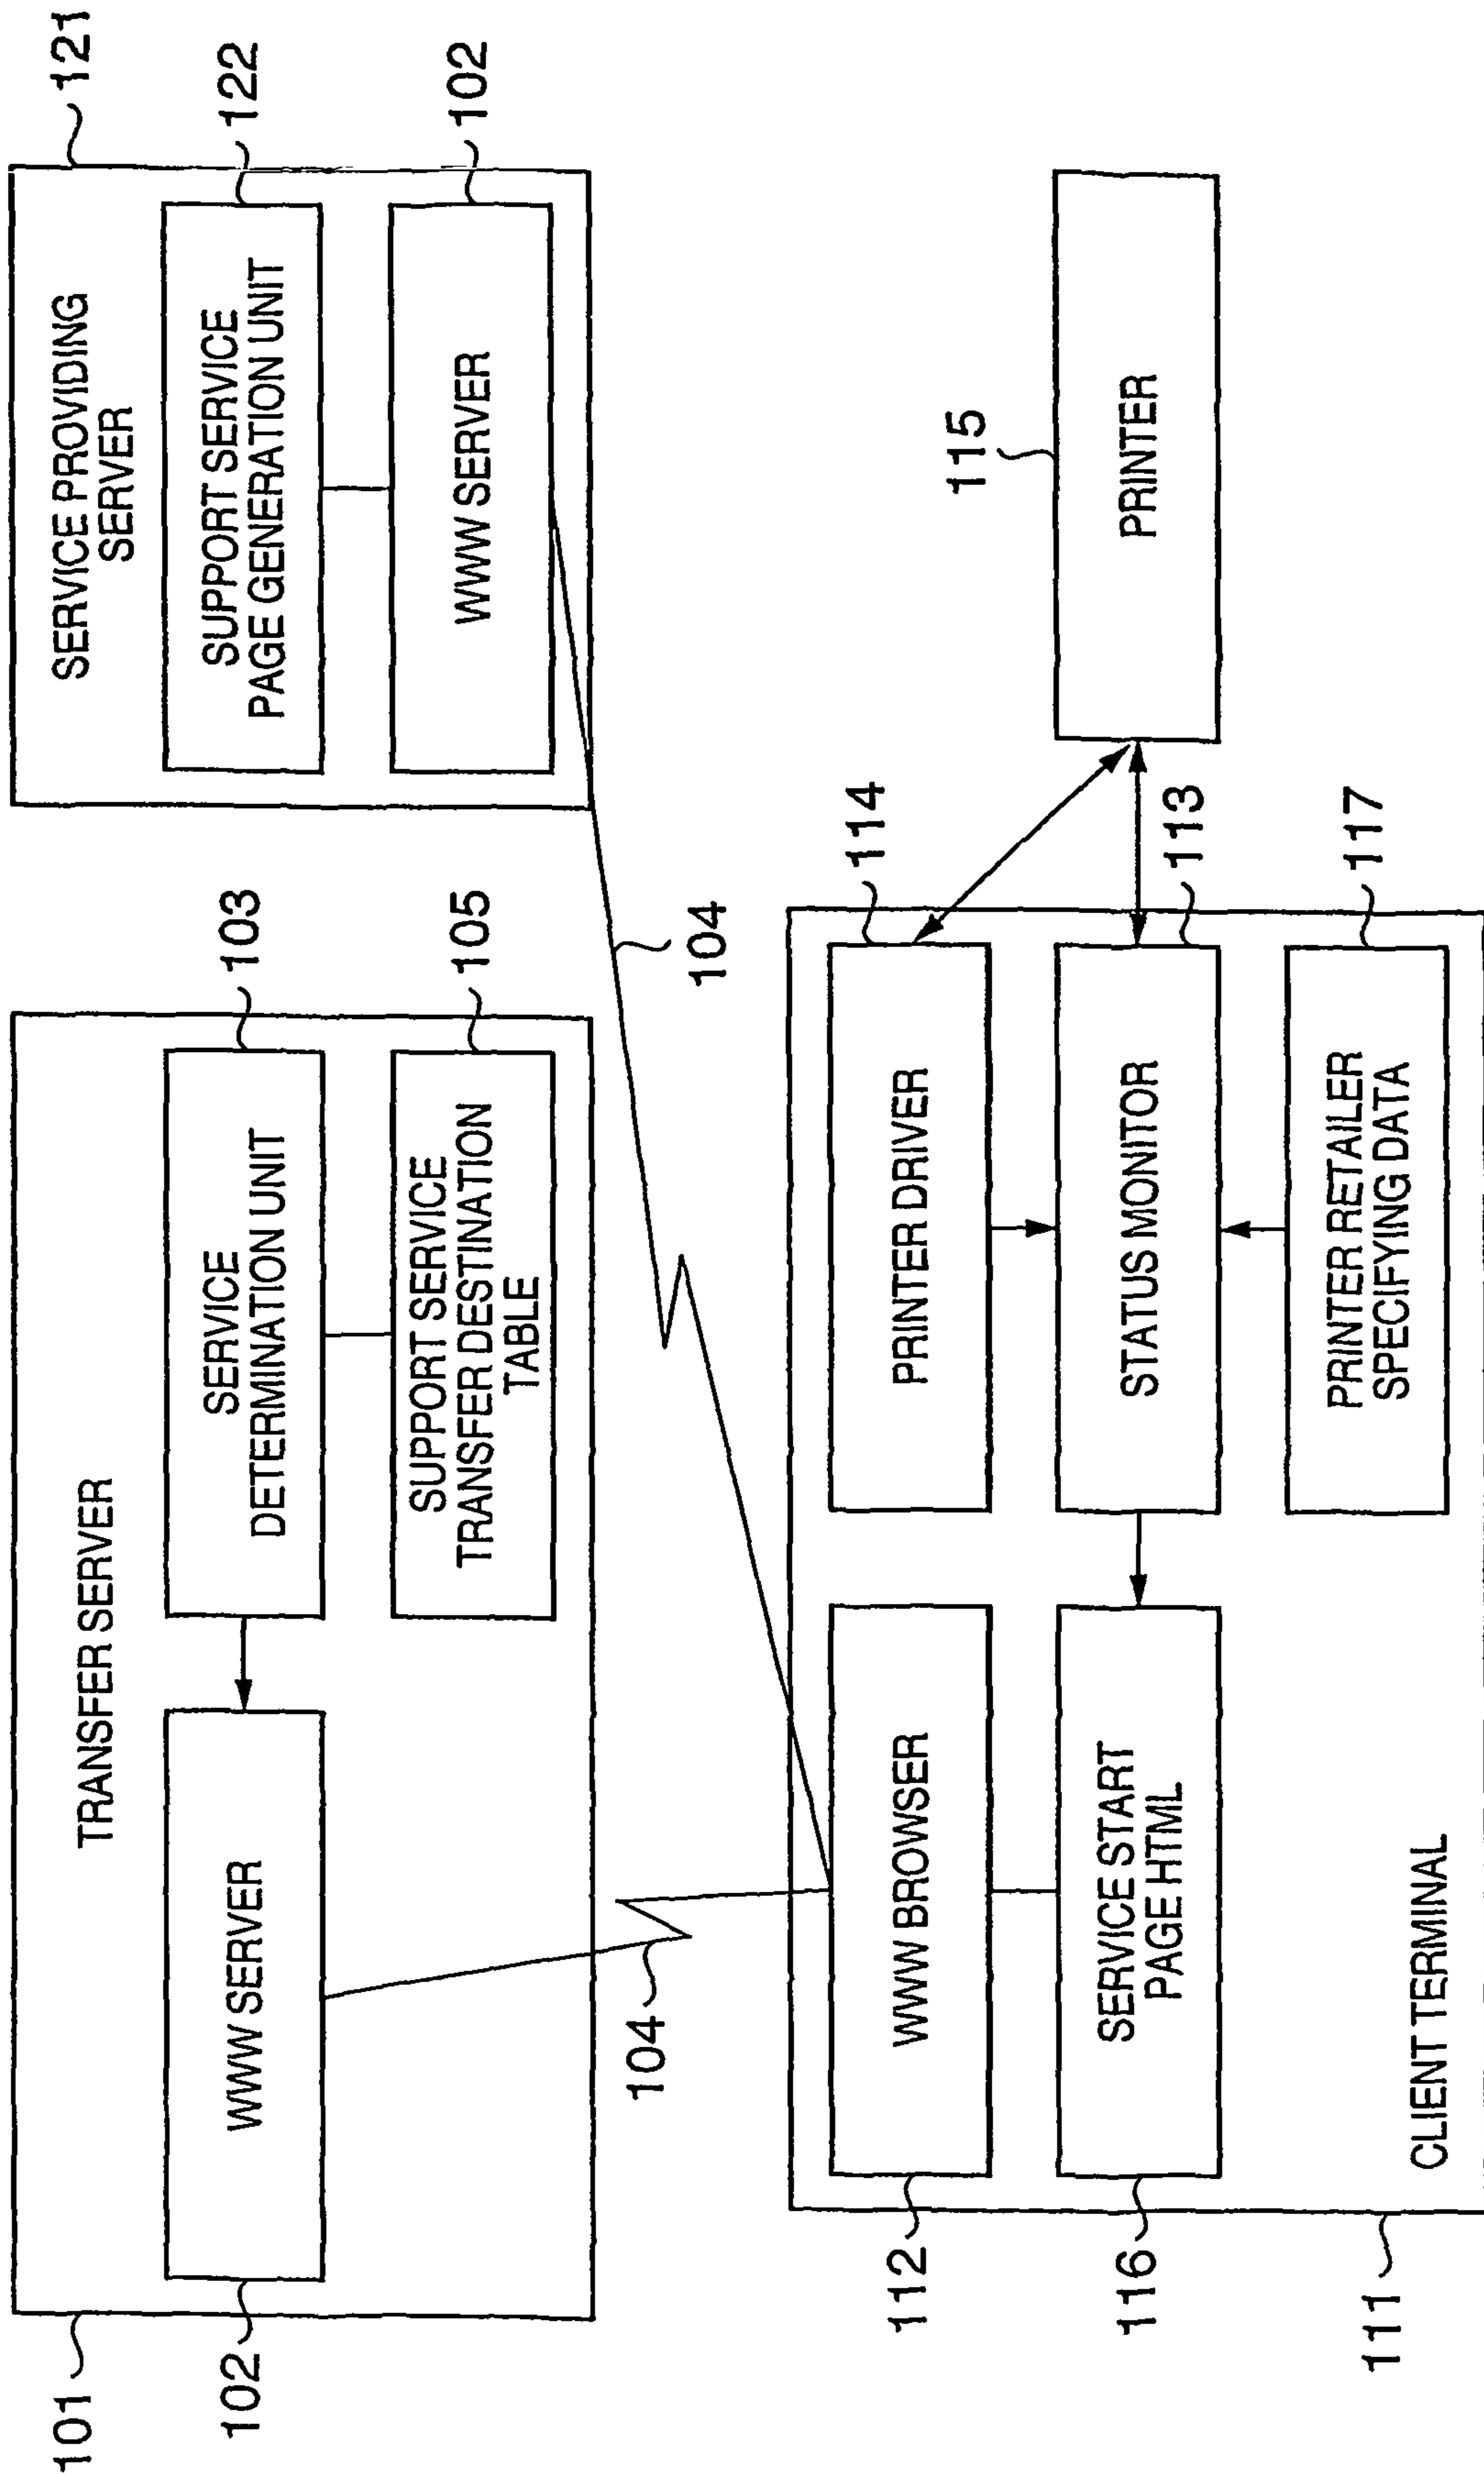 101
TRANSFER SERVER
102
WWW SERVER
SERVICE
DETERMINATION UNIT
103
SUPPORT SERVICE
TRANSFER DESTINATION
TABLE
105
121
SERVICE PROVIDING
SERVER
SUPPORT SERVICE
PAGE GENERATION UNIT
122
WWW SERVER
102
104
104
112
WWW BROWSER
PRINTER DRIVER
114
116
SERVICE START
PAGE HTML
STATUS MONITOR
113
115
PRINTER
PRINTER RETAILER
SPECIFYING DATA
117
111
CLIENT TERMINAL